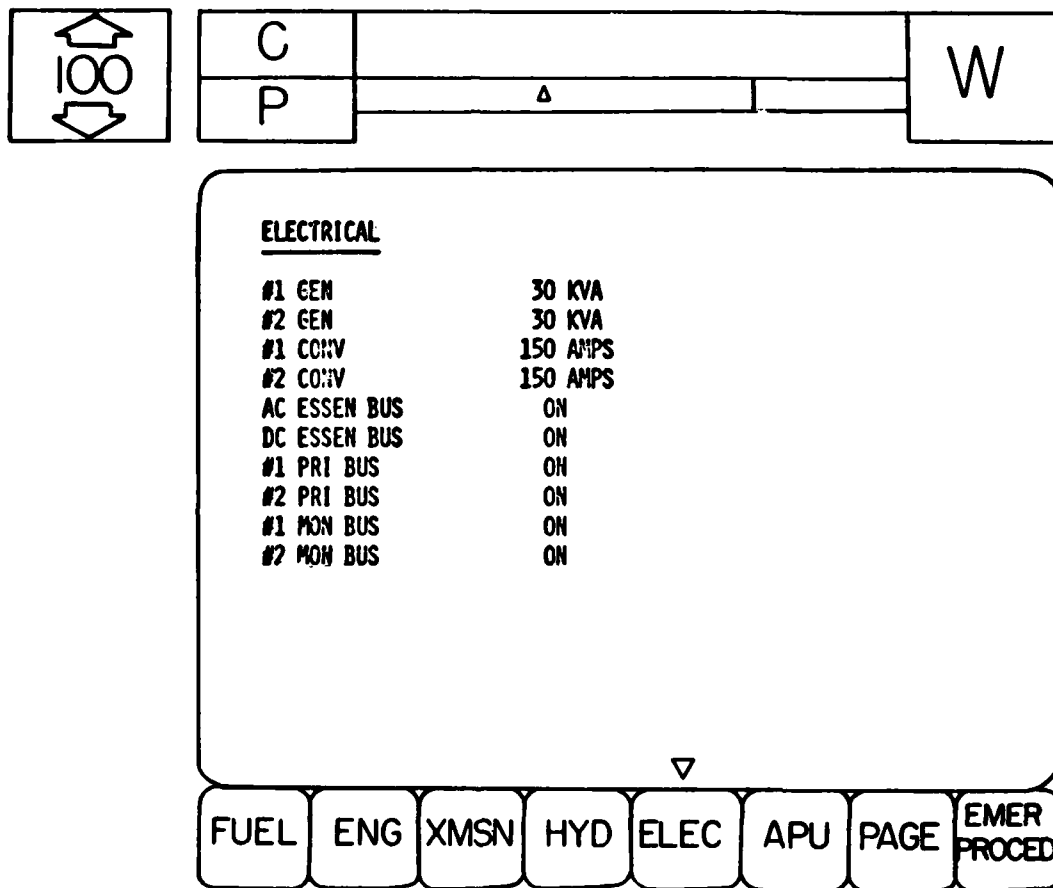 100
C
P
W
ELECTRICAL
#1 GEN 30 KVA
#2 GEN 30 KVA
#1 CONV 150 AMPS
#2 CONV 150 AMPS
AC ESSEN BUS ON
DC ESSEN BUS ON
#1 PRI BUS ON
#2 PRI BUS ON
#1 MON BUS ON
#2 MON BUS ON
FUEL ENG XMSN HYD ELEC APU PAGE EMER PROCED